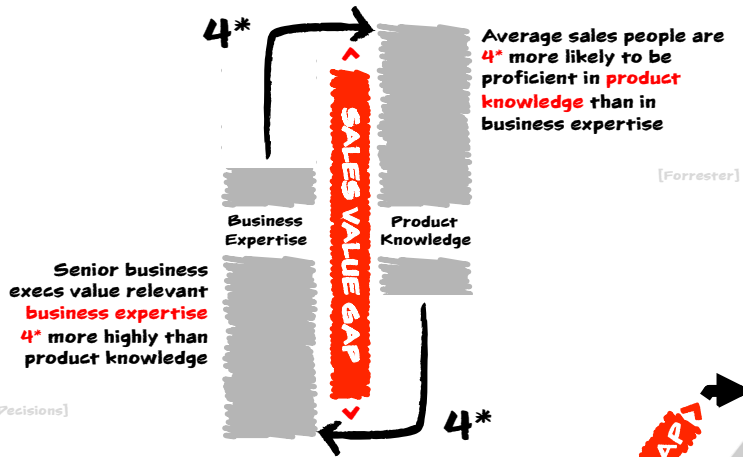 4*
Average sales people are
4* more likely to be
proficient in product
knowledge than in
business expertise
[Forrester]
SALES VALUE GAP
Business
Expertise
Product
Knowledge
Senior business
execs value relevant
business expertise
4* more highly than
product knowledge
Decisions]
4*
AP